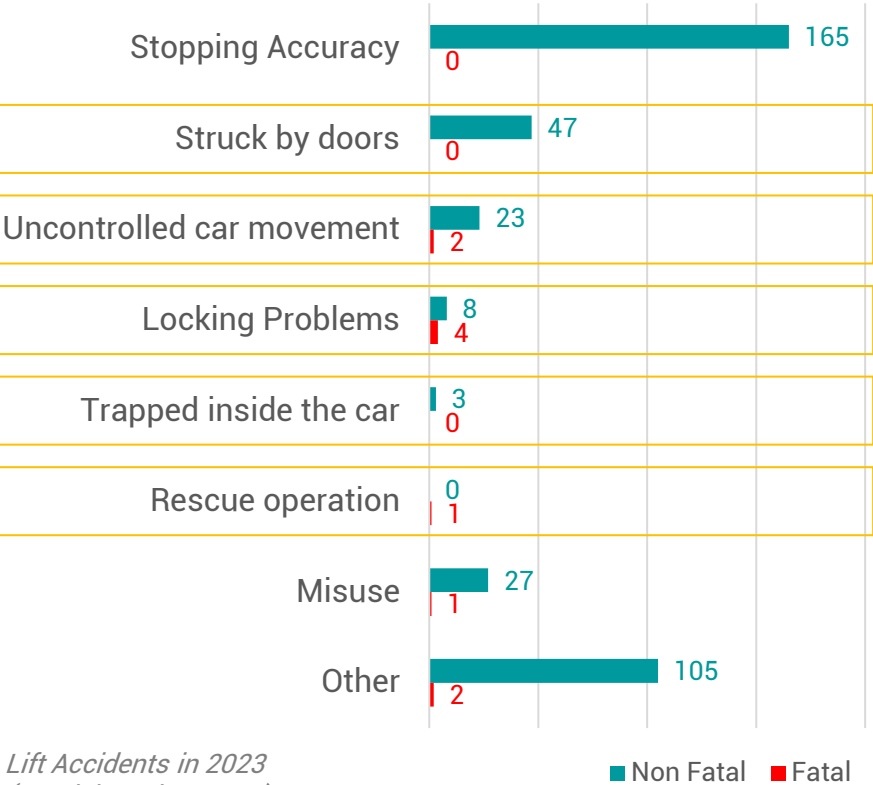 Stopping Accuracy 165
0
Struck by doors 47
0
Uncontrolled car movement 23
2
Locking Problems 8
4
Trapped inside the car 3
0
Rescue operation 0
1
Misuse 27
1
Other 105
2
Lift Accidents in 2023
Non Fatal Fatal